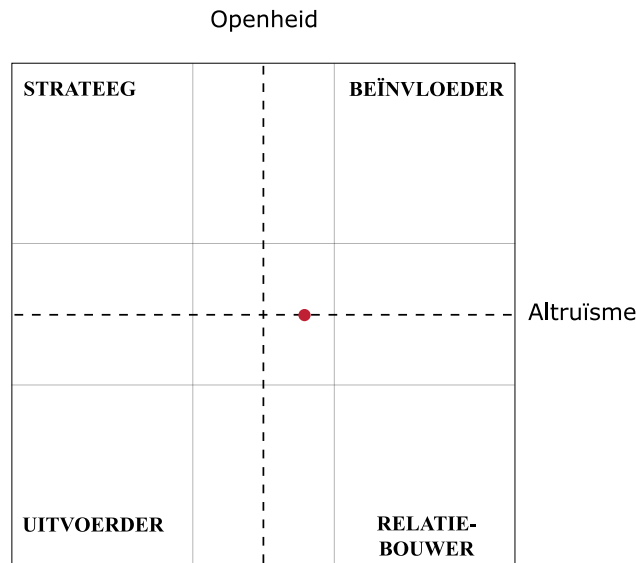 Openheid
STRATEEG
BEÏNVLOEDER
Altruïsme
UITVOERDER
RELATIE-
BOUWER